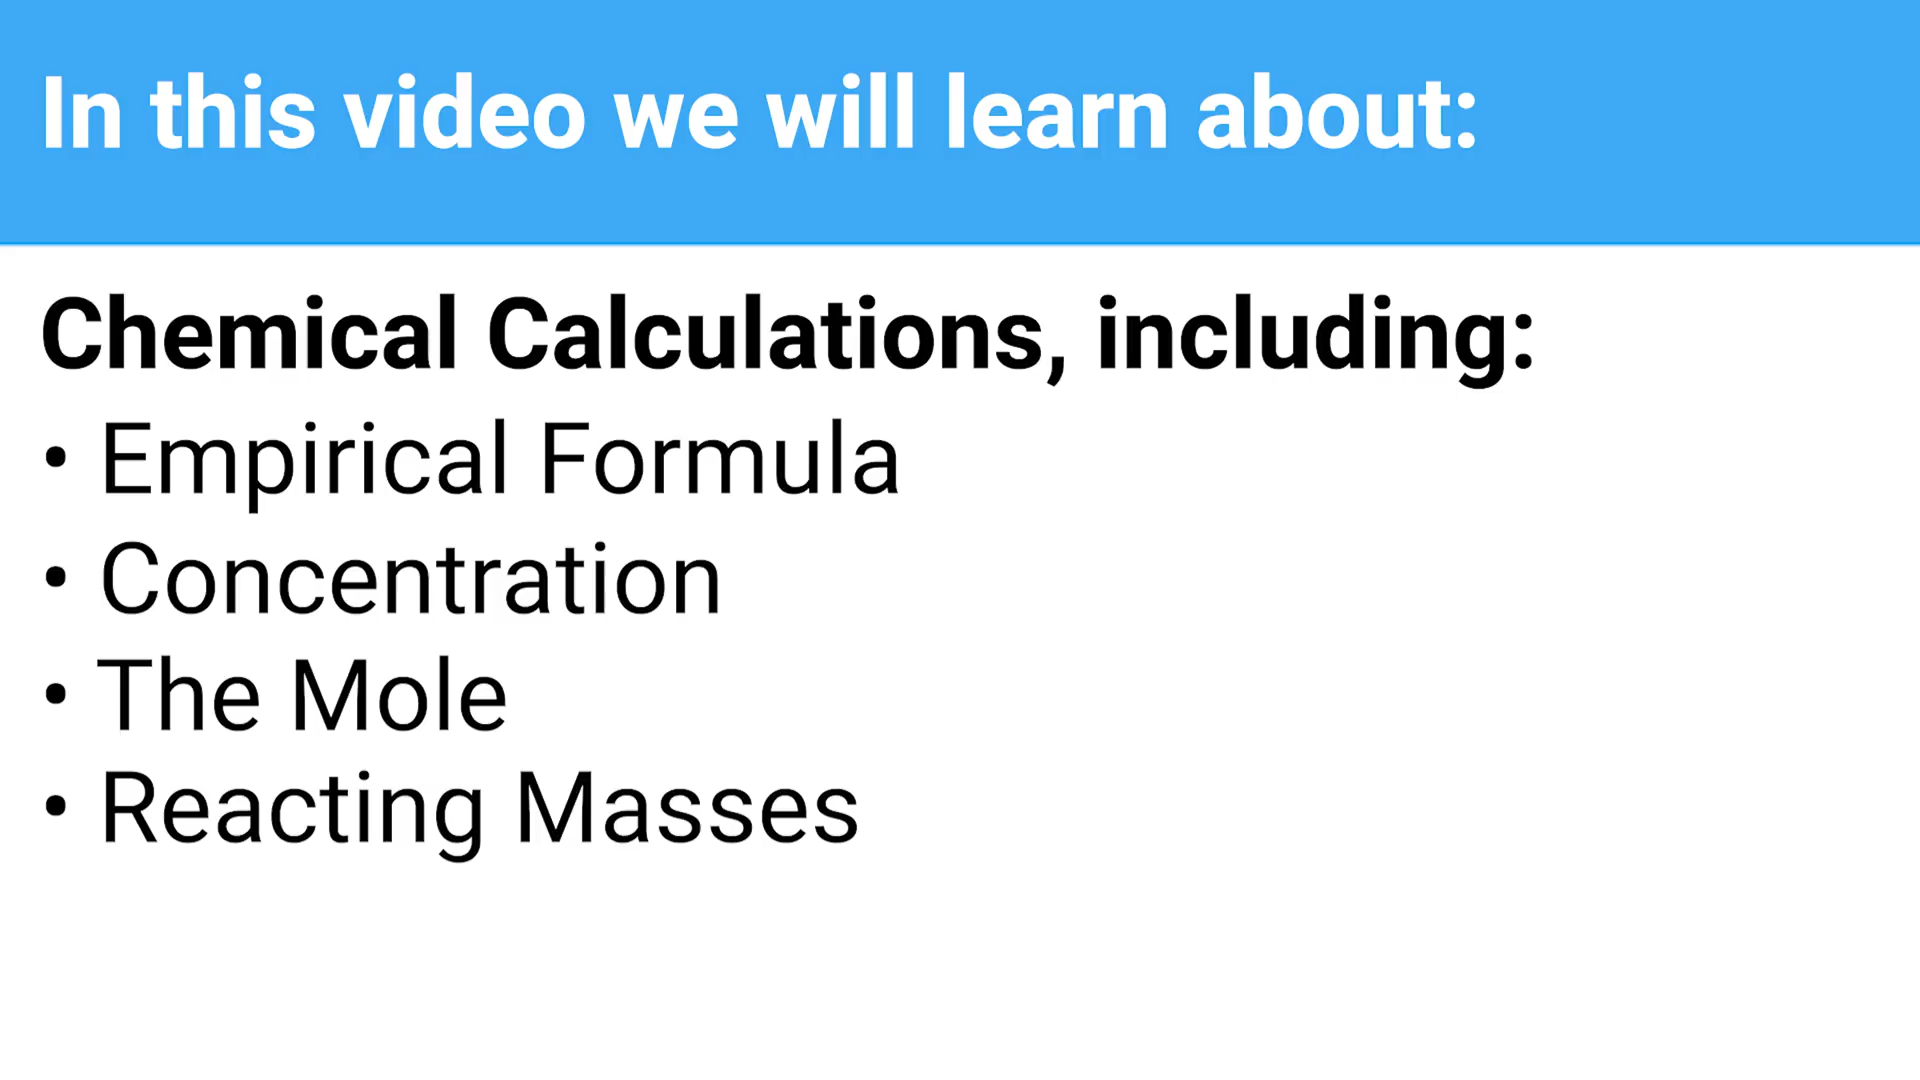 In this video we will learn about:
Chemical Calculations, including:
• Empirical Formula
• Concentration
• The Mole
• Reacting Masses